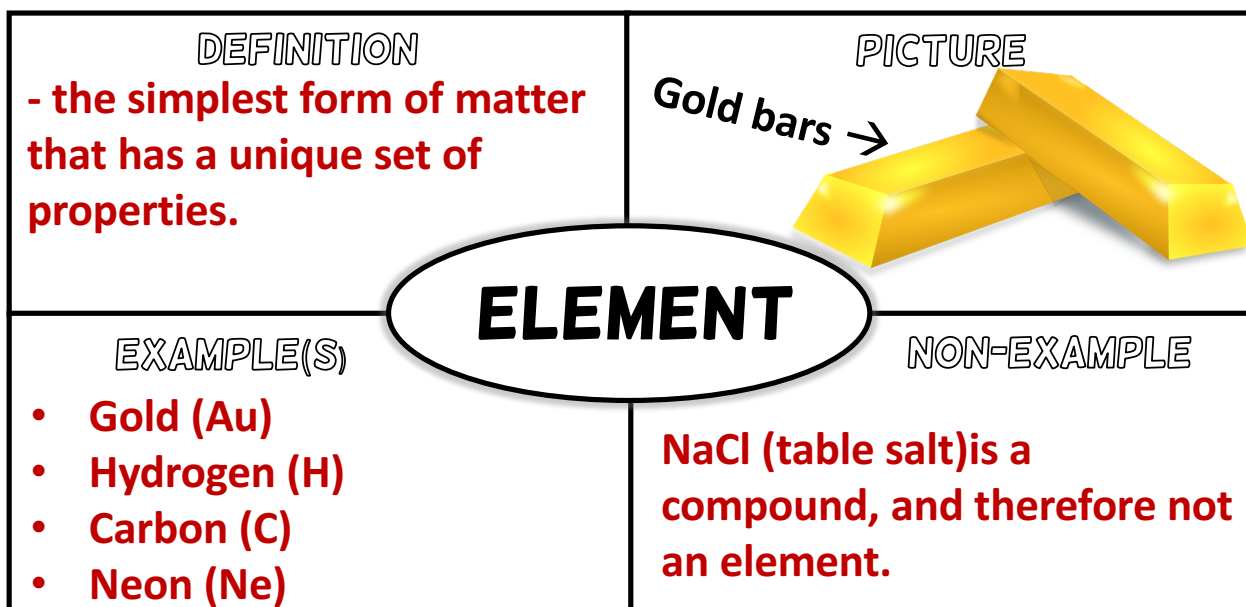 DEFINITION
- the simplest form of matter
that has a unique set of
properties.
PICTURE
Gold bars →
ELEMENT
EXAMPLE(S)
• Gold (Au)
• Hydrogen (H)
• Carbon (C)
• Neon (Ne)
NON-EXAMPLE
NaCl (table salt)is a
compound, and therefore not
an element.